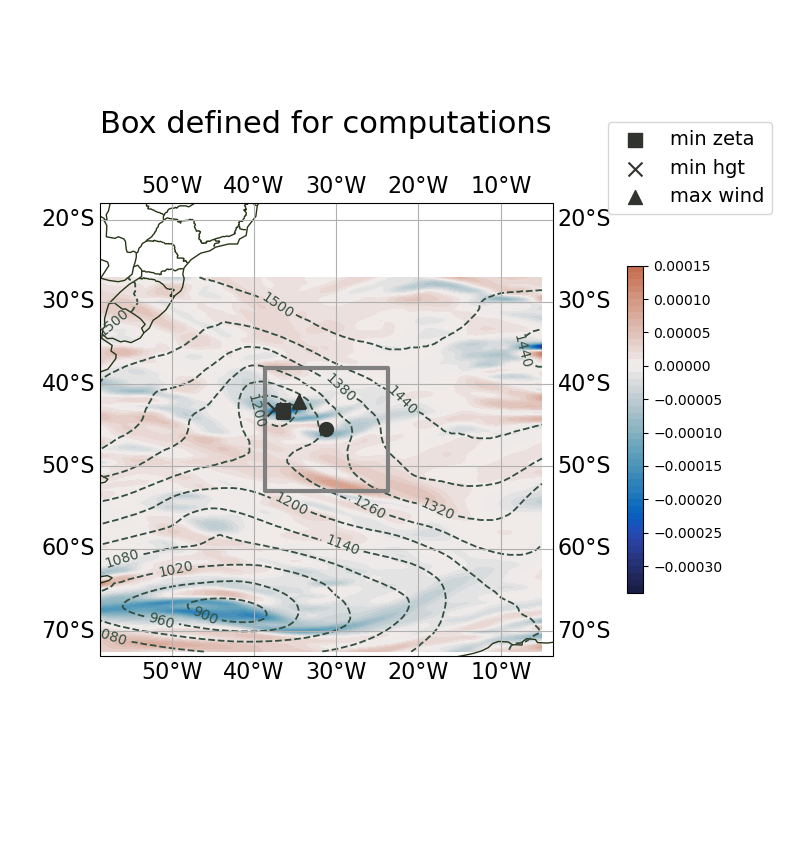 Box defined for computations
min zeta
min hgt
max wind
50°W 40°W 30°W 20°W 10°W
20°S 20°S
30°S 30°S
40°S 40°S
50°S 50°S
60°S 60°S
70°S 70°S
50°W 40°W 30°W 20°W 10°W
1500
1500
1440
1380
1440
1200
1200
1260
1320
1140
1080
1020
960
900
080
0.00015
0.00010
0.00005
0.00000
−0.00005
−0.00010
−0.00015
−0.00020
−0.00025
−0.00030